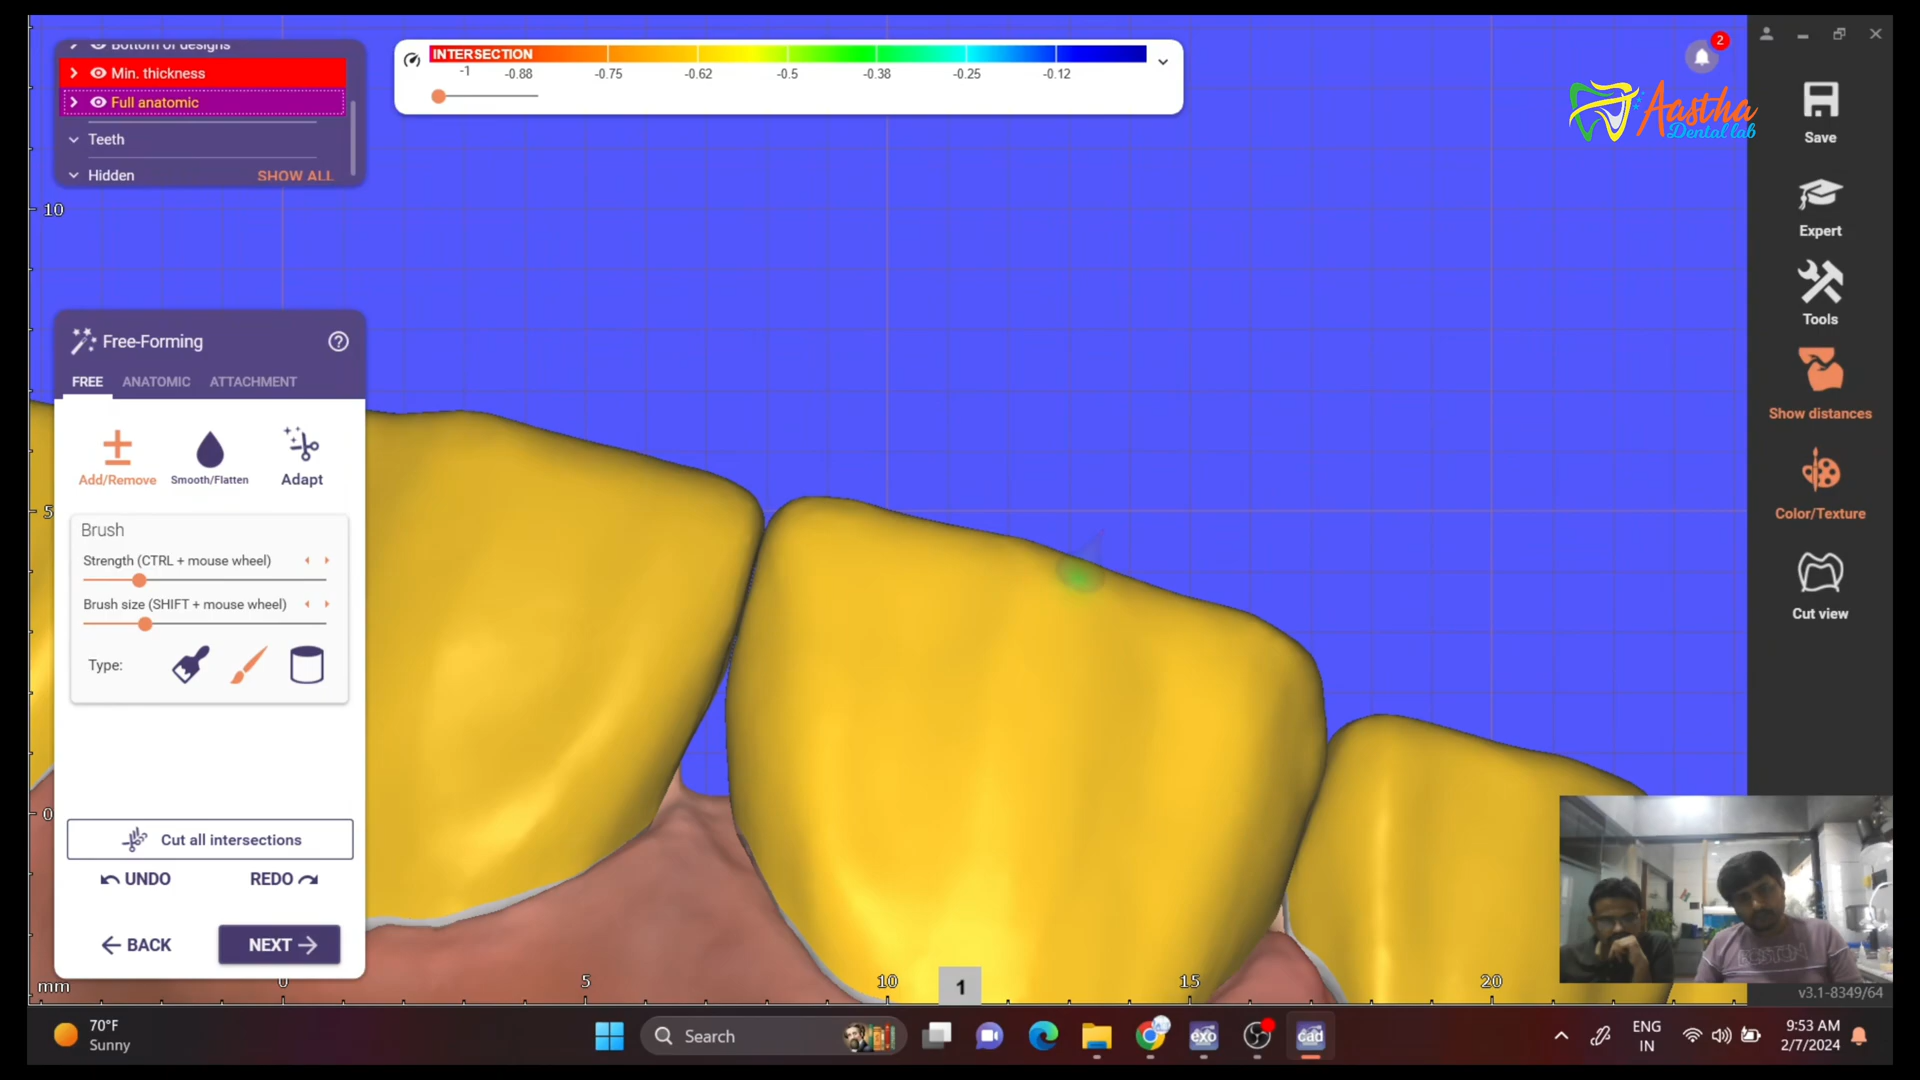 Bottom of designs
Min. thickness
Full anatomic
Teeth
Hidden SHOW ALL
INTERSECTION
-1 -0.88 -0.75 -0.62 -0.5 -0.38 -0.25 -0.12
2
Aastha
Dental lab
Save
Expert
Tools
Show distances
Color/Texture
Cut view
10
5
0
Free-Forming
FREE ANATOMIC ATTACHMENT
Add/Remove Smooth/Flatten Adapt
Brush
Strength (CTRL + mouse wheel)
Brush size (SHIFT + mouse wheel)
Type:
Cut all intersections
UNDO REDO
BACK NEXT
mm 0 5 10 15 20
1
v3.1-8349/64
70°F
Sunny
Search
exo
cad
ENG
IN
9:53 AM
2/7/2024